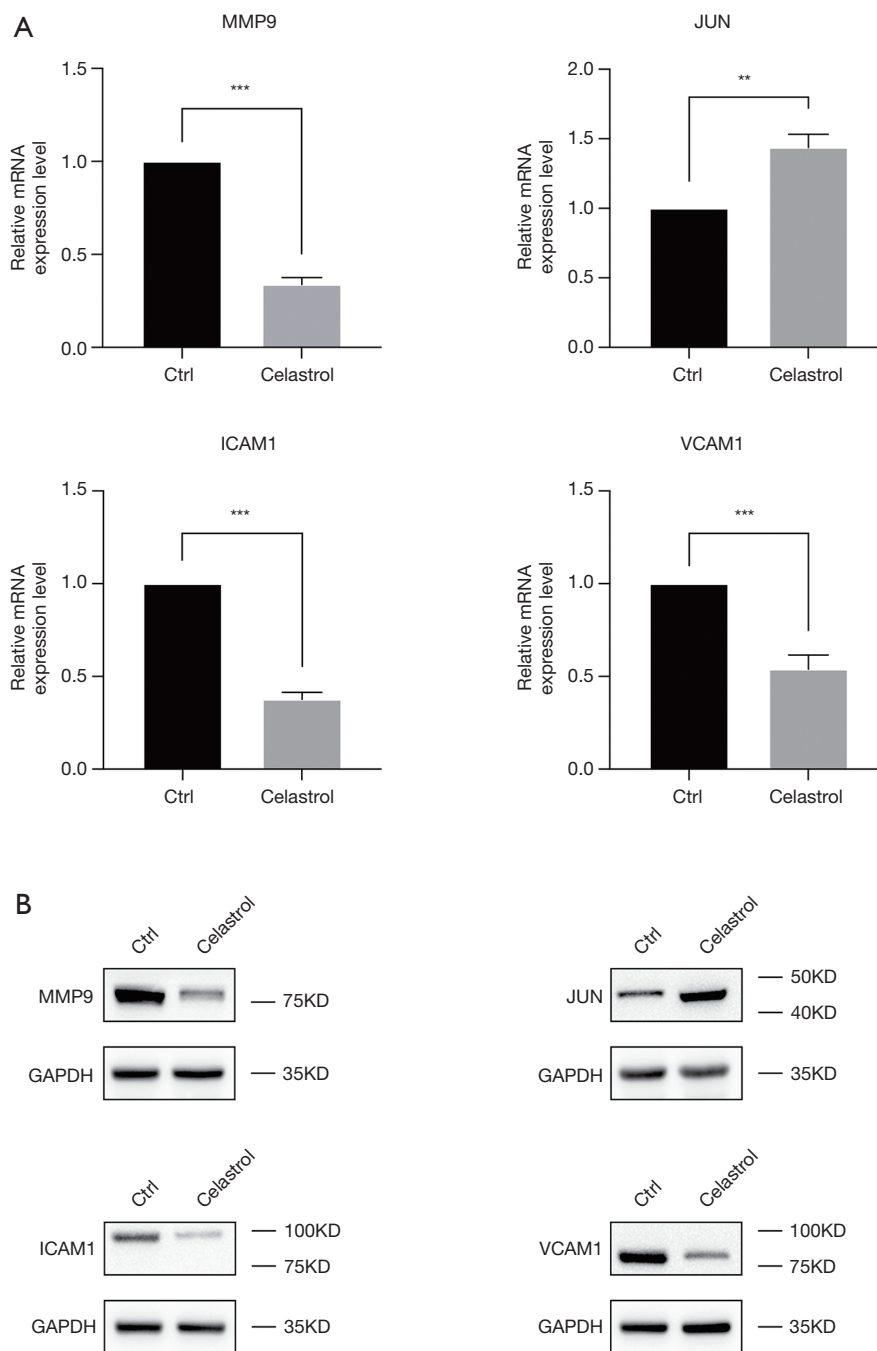 A
MMP9
1.5
1.0
0.5
0.0
Relative mRNA
expression level
***
Ctrl
Celastrol
JUN
2.0
1.5
1.0
0.5
0.0
Relative mRNA
expression level
**
Ctrl
Celastrol
ICAM1
1.5
1.0
0.5
0.0
Relative mRNA
expression level
***
Ctrl
Celastrol
VCAM1
1.5
1.0
0.5
0.0
Relative mRNA
expression level
***
Ctrl
Celastrol
B
Ctrl
Celastrol
MMP9
75KD
GAPDH
35KD
Ctrl
Celastrol
JUN
50KD
40KD
GAPDH
35KD
Ctrl
Celastrol
ICAM1
100KD
75KD
GAPDH
35KD
Ctrl
Celastrol
VCAM1
100KD
75KD
GAPDH
35KD